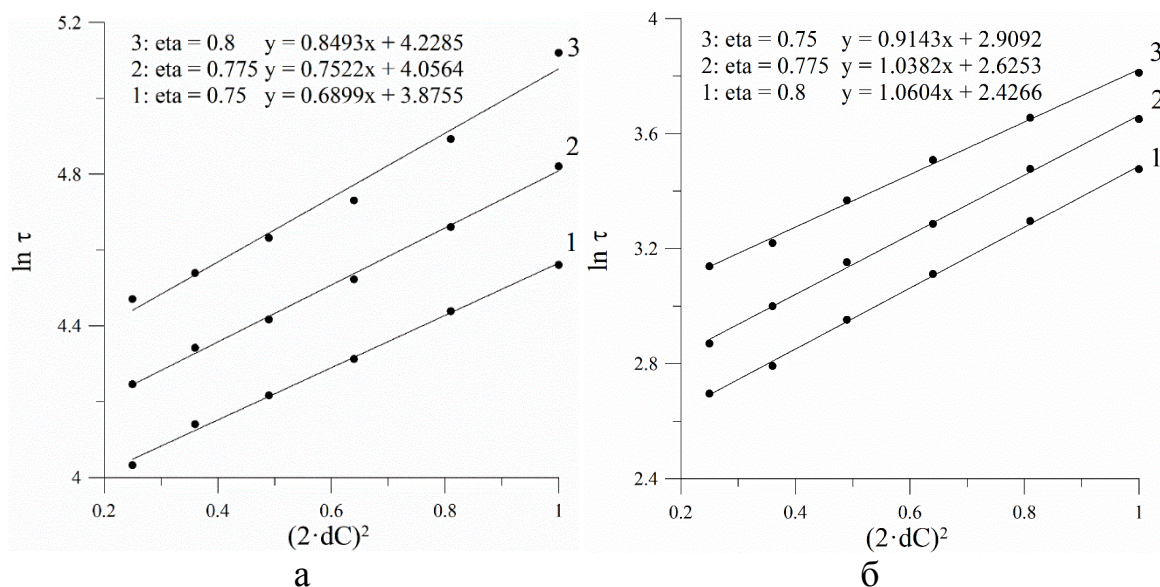 5.2
4.8
4.4
4
ln τ
3: eta = 0.8 y = 0.8493x + 4.2285
2: eta = 0.775 y = 0.7522x + 4.0564
1: eta = 0.75 y = 0.6899x + 3.8755
3
2
1
0.2 0.4 0.6 0.8 1
(2·dC)²
а
4
3.6
3.2
2.8
2.4
ln τ
3: eta = 0.75 y = 0.9143x + 2.9092
2: eta = 0.775 y = 1.0382x + 2.6253
1: eta = 0.8 y = 1.0604x + 2.4266
3
2
1
0.2 0.4 0.6 0.8 1
(2·dC)²
б